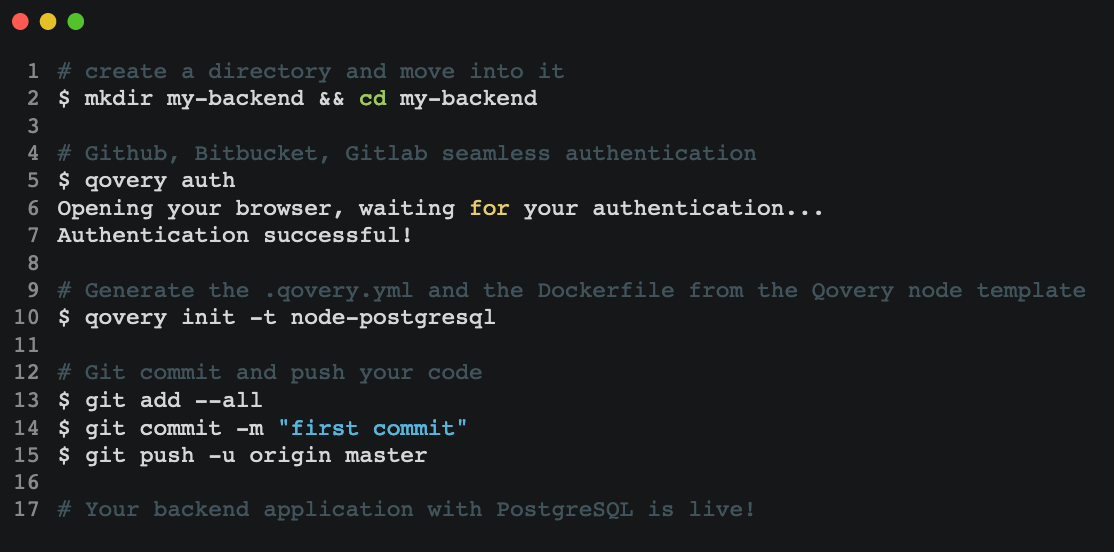 1 # create a directory and move into it
2 $ mkdir my-backend && cd my-backend
3
4 # Github, Bitbucket, Gitlab seamless authentication
5 $ qovery auth
6 Opening your browser, waiting for your authentication...
7 Authentication successful!
8
9 # Generate the .qovery.yml and the Dockerfile from the Qovery node template
10 $ qovery init -t node-postgresql
11
12 # Git commit and push your code
13 $ git add --all
14 $ git commit -m "first commit"
15 $ git push -u origin master
16
17 # Your backend application with PostgreSQL is live!